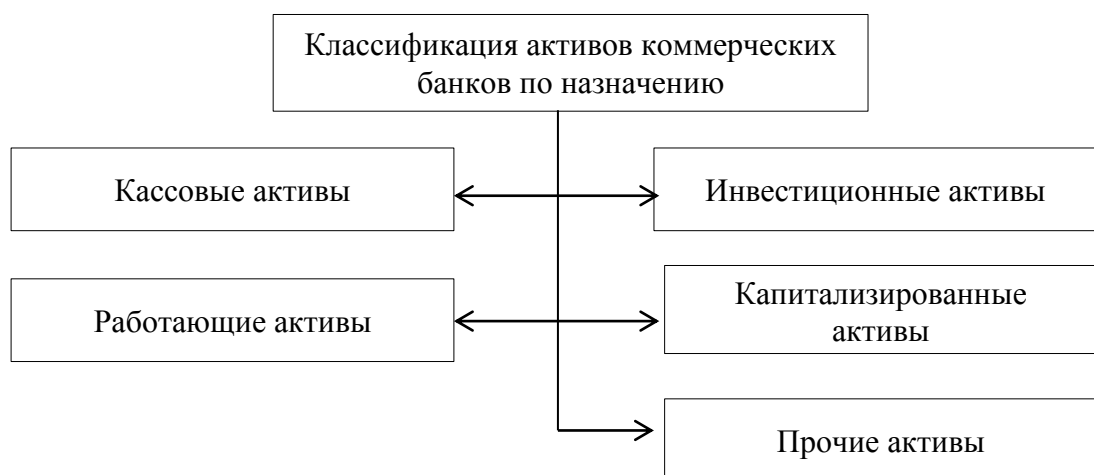 Классификация активов коммерческих
банков по назначению
Кассовые активы
Инвестиционные активы
Работающие активы
Капитализированные
активы
Прочие активы